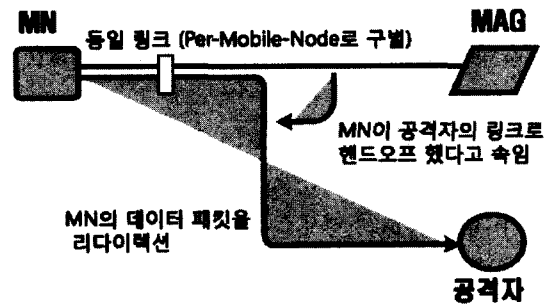 MN
MAG
동일 링크 (Per-Mobile-Node로 구별)
MN이 공격자의 링크로
핸드오프 했다고 속임
MN의 데이터 패킷을
리다이렉션
공격자